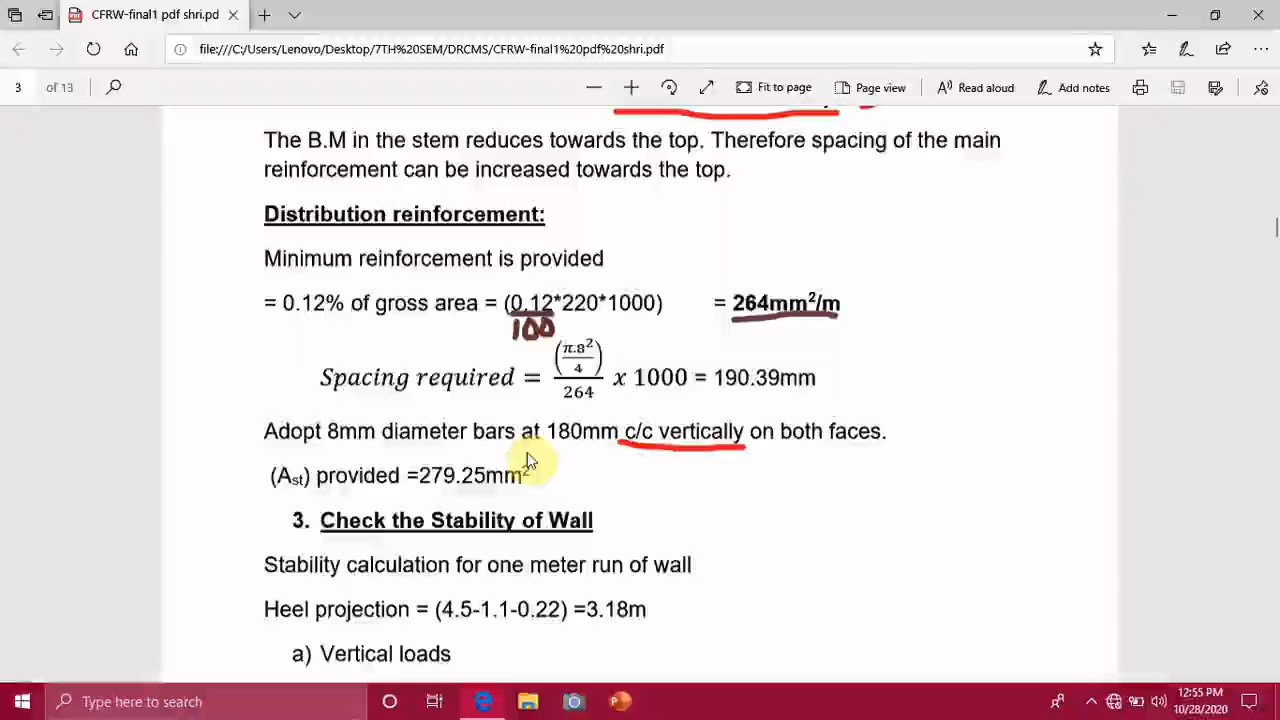 CFRW-final1 pdf shri.pd
file:///C:/Users/Lenovo/Desktop/7TH%20SEM/DRCMS/CFRW-final1%20pdf%20shri.pdf
3 of 13 Fit to page Page view Read aloud Add notes
The B.M in the stem reduces towards the top. Therefore spacing of the main
reinforcement can be increased towards the top.
Distribution reinforcement:
Minimum reinforcement is provided
= 0.12% of gross area = (0.12*220*1000) = 264mm²/m
100
Spacing required = (π.8²/4)/264 x 1000 = 190.39mm
Adopt 8mm diameter bars at 180mm c/c vertically on both faces.
(Ast) provided =279.25mm²
3. Check the Stability of Wall
Stability calculation for one meter run of wall
Heel projection = (4.5-1.1-0.22) =3.18m
a) Vertical loads
Type here to search
12:55 PM
10/28/2020